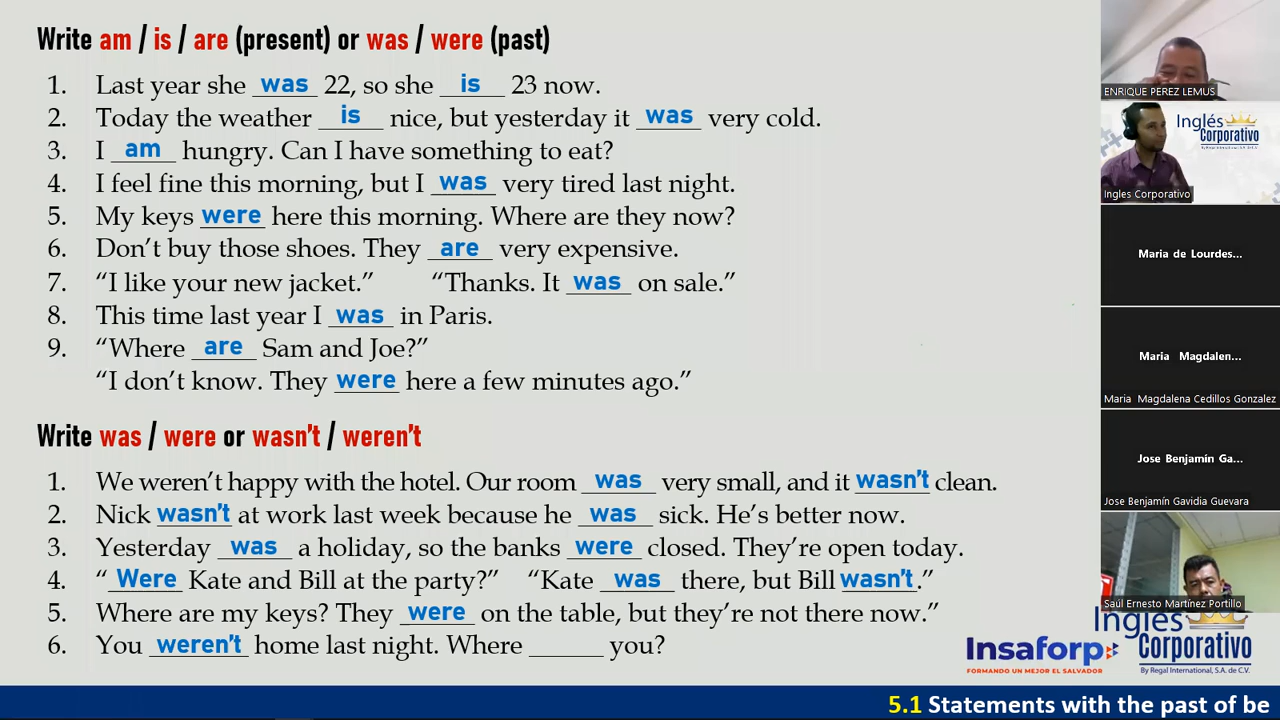 Write am / is / are (present) or was / were (past)
1. Last year she was 22, so she is 23 now.
2. Today the weather is nice, but yesterday it was very cold.
3. I am hungry. Can I have something to eat?
4. I feel fine this morning, but I was very tired last night.
5. My keys were here this morning. Where are they now?
6. Don't buy those shoes. They are very expensive.
7. “I like your new jacket.” “Thanks. It was on sale.”
8. This time last year I was in Paris.
9. “Where are Sam and Joe?”
“I don't know. They were here a few minutes ago.”
Write was / were or wasn't / weren't
1. We weren't happy with the hotel. Our room was very small, and it wasn't clean.
2. Nick wasn't at work last week because he was sick. He's better now.
3. Yesterday was a holiday, so the banks were closed. They're open today.
4. “Were Kate and Bill at the party?” “Kate was there, but Bill wasn't.”
5. Where are my keys? They were on the table, but they're not there now.”
6. You weren't home last night. Where ______ you?
Insaforp
FORMANDO UN MEJOR EL SALVADOR
Inglés
Corporativo
By Regal International, S.A. de C.V.
5.1 Statements with the past of be
ENRIQUE PEREZ LEMUS
Inglés
Corporativo
By Regal International, S.A. de C.V.
Ingles Corporativo
Maria de Lourdes...
Maria Magdalen...
Maria Magdalena Cedillos Gonzalez
Jose Benjamín Ga...
Jose Benjamín Gavidia Guevara
Saúl Ernesto Martínez Portillo